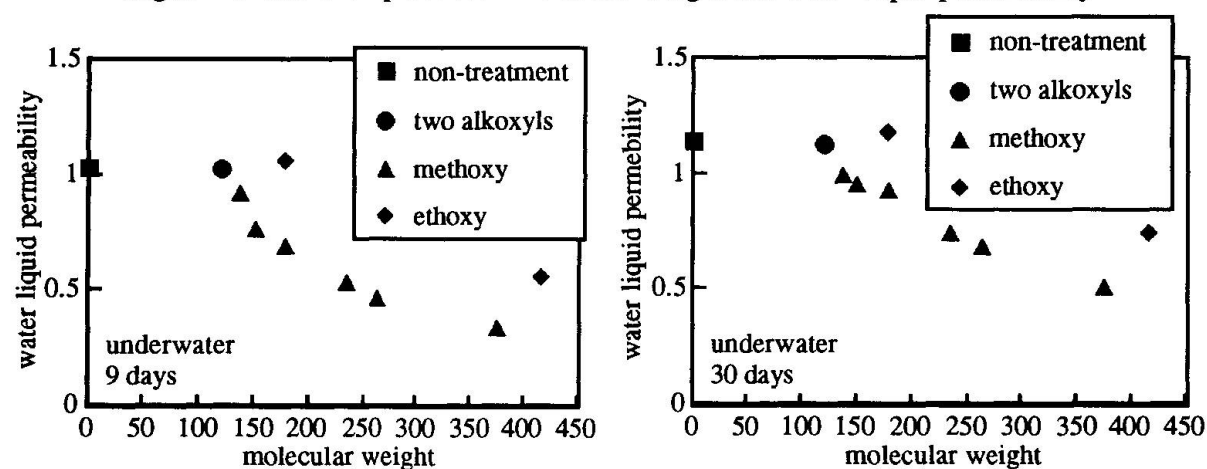 1.5
1
0.5
0
water liquid permeability
non-treatment
two alkoxyls
methoxy
ethoxy
underwater
9 days
0 50 100 150 200 250 300 350 400 450
molecular weight
1.5
1
0.5
0
water liquid permebility
non-treatment
two alkoxyls
methoxy
ethoxy
underwater
30 days
0 50 100 150 200 250 300 350 400 450
molecular weight